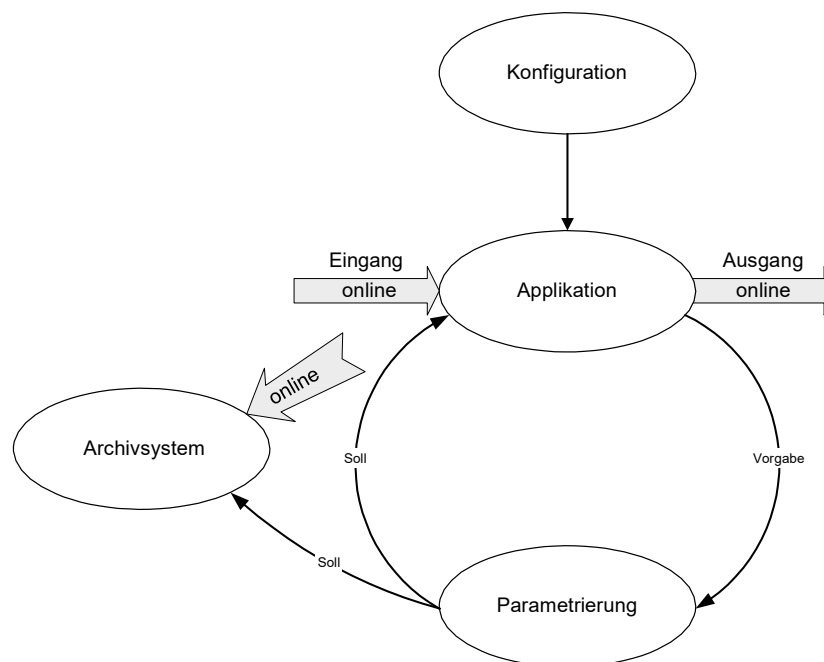 Konfiguration
Eingang
online
Applikation
Ausgang
online
online
Archivsystem
Soll
Vorgabe
Soll
Parametrierung